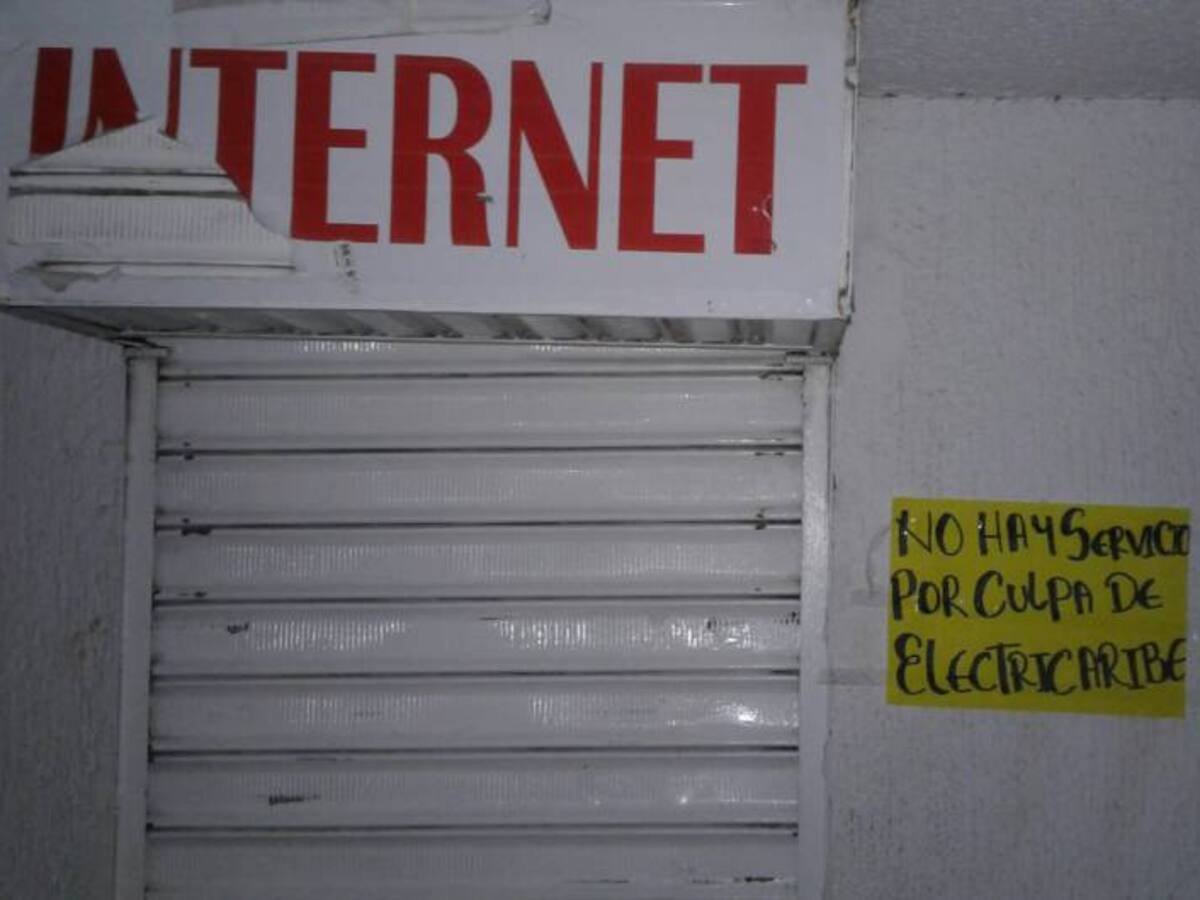 INTERNET
NO HAY SERVICIO
POR CULPA DE
ELECTRICARIBE